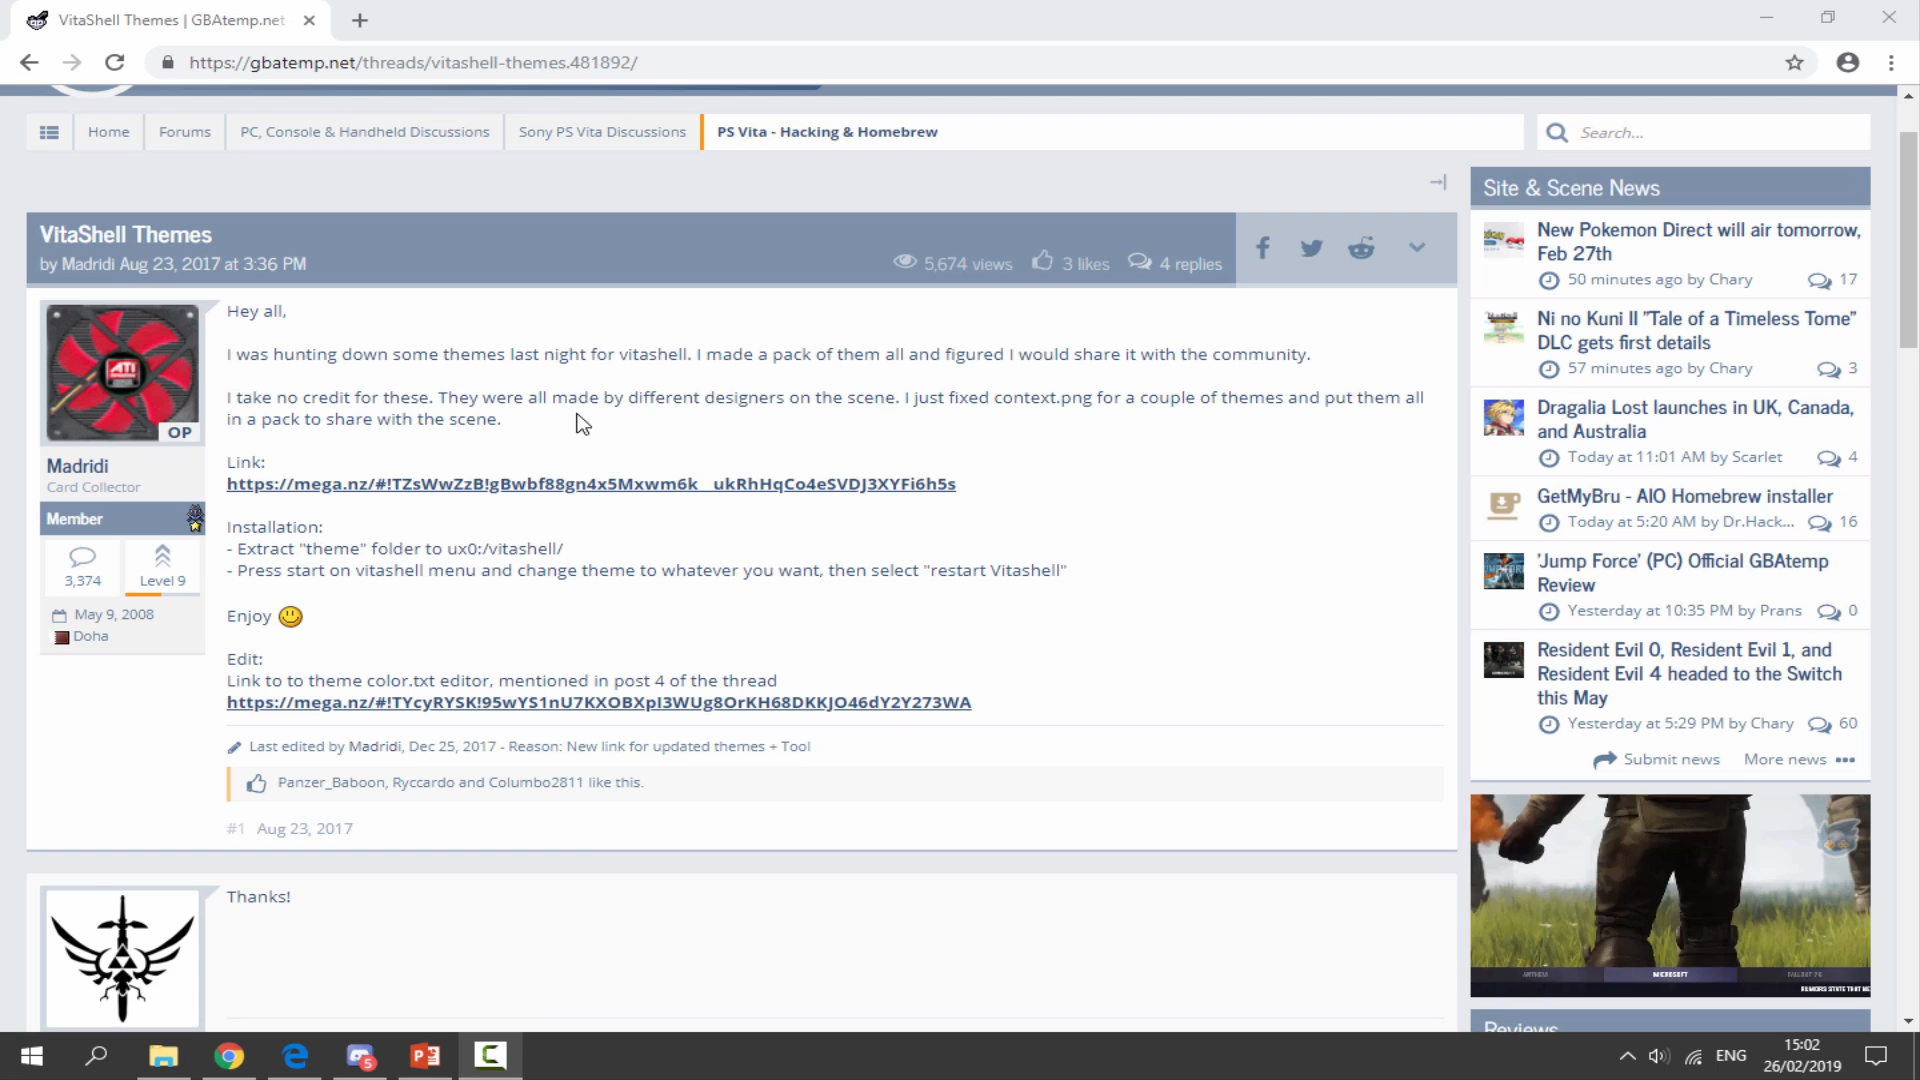 VitaShell Themes | GBAtemp.net
https://gbatemp.net/threads/vitashell-themes.481892/
Home
Forums
PC, Console & Handheld Discussions
Sony PS Vita Discussions
PS Vita - Hacking & Homebrew
Search...
VitaShell Themes
by Madridi Aug 23, 2017 at 3:36 PM
5,674 views
3 likes
4 replies
ATI
OP
Madridi
Card Collector
Member
3,374
Level 9
May 9, 2008
Doha
Hey all,
I was hunting down some themes last night for vitashell. I made a pack of them all and figured I would share it with the community.
I take no credit for these. They were all made by different designers on the scene. I just fixed context.png for a couple of themes and put them all
in a pack to share with the scene.
Link:
https://mega.nz/#!TZsWwZzB!gBwbf88gn4x5Mxwm6k__ukRhHqCo4eSVDJ3XYFi6h5s
Installation:
- Extract "theme" folder to ux0:/vitashell/
- Press start on vitashell menu and change theme to whatever you want, then select "restart Vitashell"
Enjoy
Edit:
Link to to theme color.txt editor, mentioned in post 4 of the thread
https://mega.nz/#!TYcyRYSK!95wYS1nU7KXOBXpI3WUg8OrKH68DKKJO46dY2Y273WA
Last edited by Madridi, Dec 25, 2017 - Reason: New link for updated themes + Tool
Panzer_Baboon, Ryccardo and Columbo2811 like this.
#1 Aug 23, 2017
Thanks!
Site & Scene News
New Pokemon Direct will air tomorrow,
Feb 27th
50 minutes ago by Chary
17
Ni no Kuni II "Tale of a Timeless Tome"
DLC gets first details
57 minutes ago by Chary
3
Dragalia Lost launches in UK, Canada,
and Australia
Today at 11:01 AM by Scarlet
4
GetMyBru - AIO Homebrew installer
Today at 5:20 AM by Dr.Hack...
16
'Jump Force' (PC) Official GBAtemp
Review
Yesterday at 10:35 PM by Prans
0
Resident Evil 0, Resident Evil 1, and
Resident Evil 4 headed to the Switch
this May
Yesterday at 5:29 PM by Chary
60
Submit news
More news
ANTHEM
MICROSOFT
FALLOUT 76
RUMORS STATE THAT
Reviews
5
ENG
15:02
26/02/2019